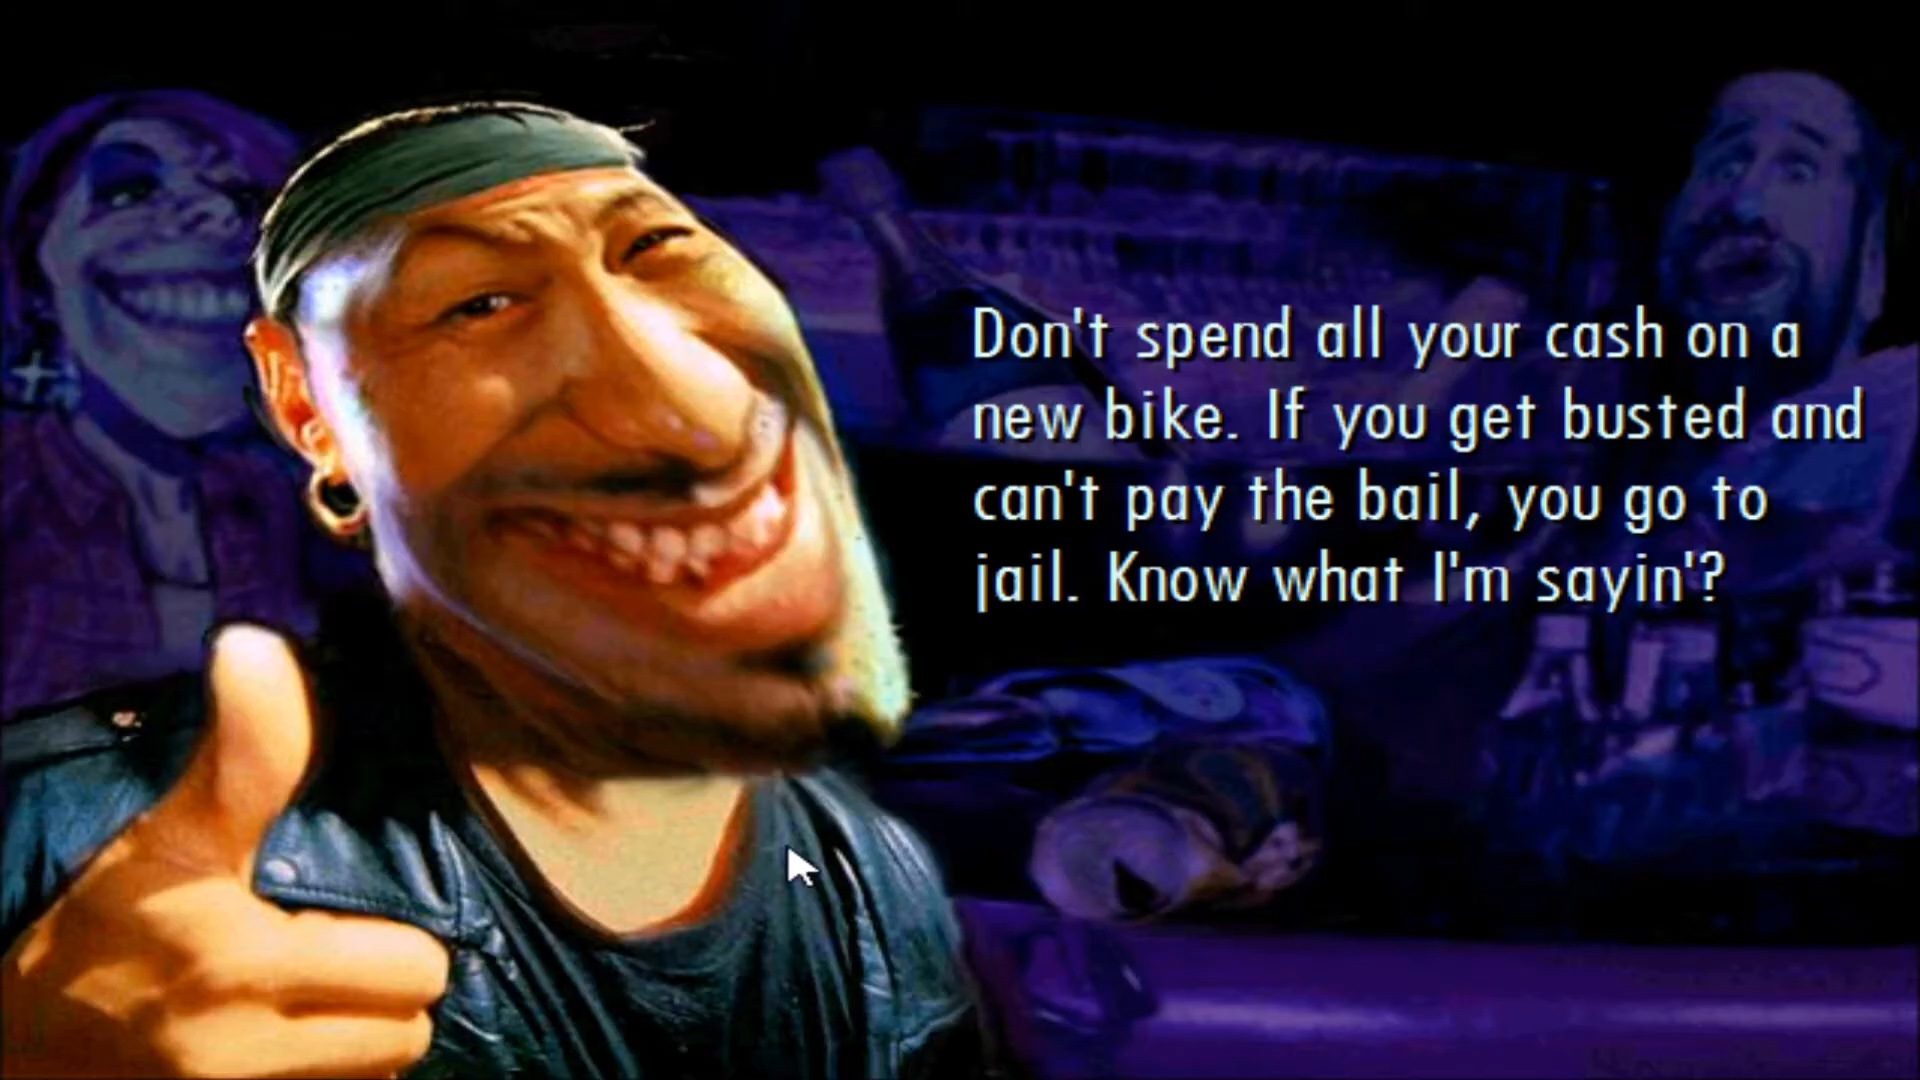 Don't spend all your cash on a
new bike. If you get busted and
can't pay the bail, you go to
jail. Know what I'm sayin'?